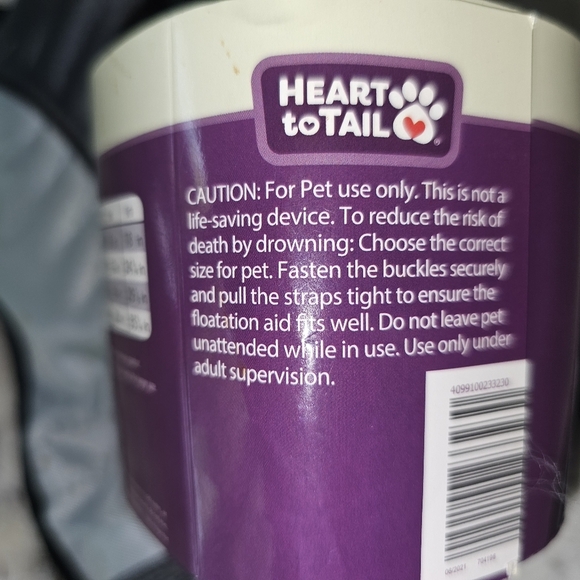 HEART
to TAIL
CAUTION: For Pet use only. This is not a
life-saving device. To reduce the risk of
death by drowning: Choose the correct
size for pet. Fasten the buckles securely
and pull the straps tight to ensure the
floatation aid fits well. Do not leave pet
unattended while in use. Use only under
adult supervision.
4099100233230